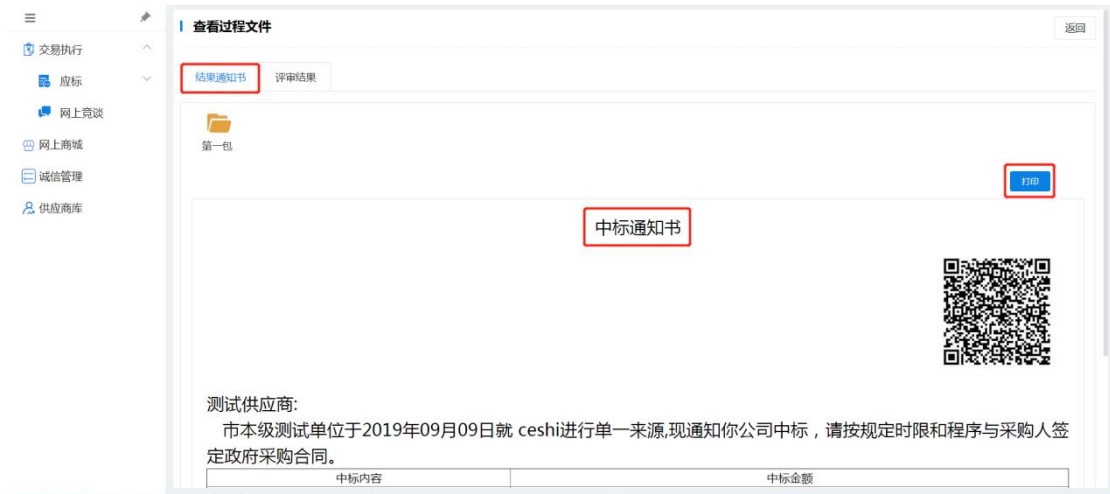 查看过程文件
返回
交易执行
应标
网上竞谈
网上商城
诚信管理
供应商库
结果通知书
评审结果
第一包
打印
中标通知书
测试供应商:
市本级测试单位于2019年09月09日就 ceshi进行单一来源,现通知你公司中标，请按规定时限和程序与采购人签
定政府采购合同。
中标内容
中标金额